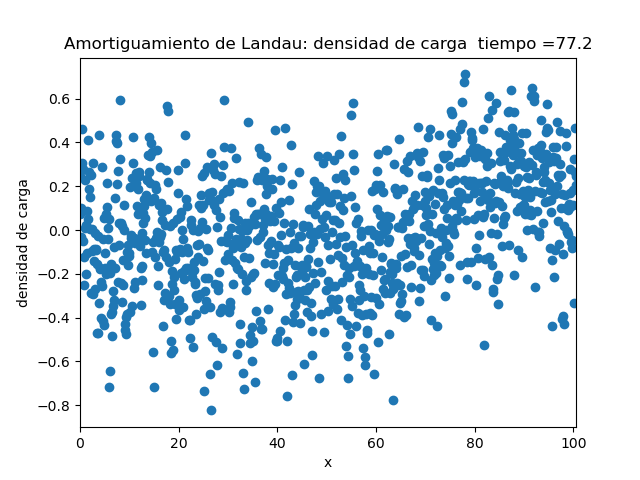 Amortiguamiento de Landau: densidad de carga  tiempo =77.2
densidad de carga
0.6
0.4
0.2
0.0
−0.2
−0.4
−0.6
−0.8
0 20 40 60 80 100
x